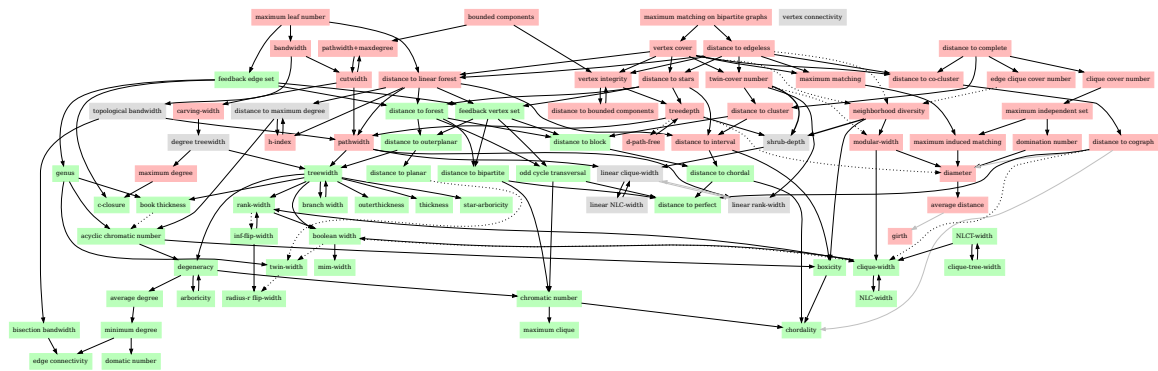 maximum leaf number
bounded components
maximum matching on bipartite graphs
vertex connectivity
bandwidth
pathwidth+maxdegree
vertex cover
distance to edgeless
distance to complete
feedback edge set
cutwidth
distance to linear forest
vertex integrity
distance to stars
twin-cover number
maximum matching
distance to co-cluster
edge clique cover number
clique cover number
topological bandwidth
carving-width
distance to maximum degree
distance to forest
feedback vertex set
distance to bounded components
treedepth
distance to cluster
neighborhood diversity
maximum independent set
degree treewidth
h-index
pathwidth
distance to outerplanar
distance to block
d-path-free
distance to interval
shrub-depth
modular-width
maximum induced matching
domination number
distance to cograph
genus
maximum degree
treewidth
distance to planar
distance to bipartite
odd cycle transversal
linear clique-width
distance to chordal
diameter
c-closure
book thickness
rank-width
branch width
outerthickness
thickness
star-arboricity
linear NLC-width
distance to perfect
linear rank-width
average distance
acyclic chromatic number
inf-flip-width
boolean width
girth
NLCT-width
degeneracy
twin-width
mim-width
boxicity
clique-width
clique-tree-width
average degree
arboricity
radius-r flip-width
chromatic number
NLC-width
bisection bandwidth
minimum degree
maximum clique
chordality
edge connectivity
domatic number